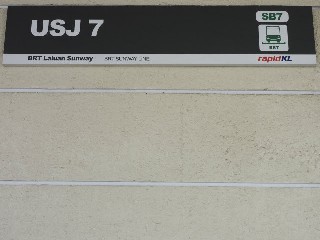 USJ 7
SB7
BRT
BRT Laluan Sunway BRT SUNWAY LINE
rapidKL